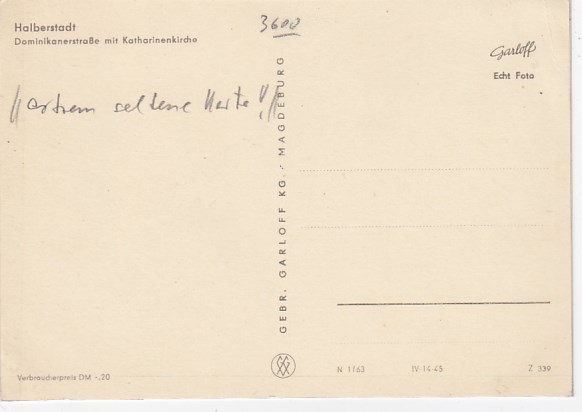 Halberstadt
Dominikanerstraße mit Katharinenkirche
3600
Garloff
Echt Foto
seltene Karte!!
GEBR. GARLOFF KG. · MAGDEBURG
Verbraucherpreis DM -,20
N 1163
IV-14-45
Z 339